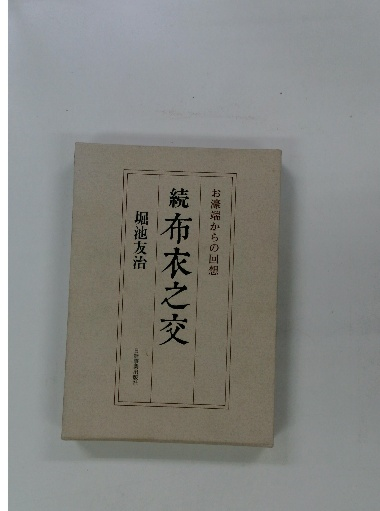 お濠端からの回想
続 布衣之交
堀池友治